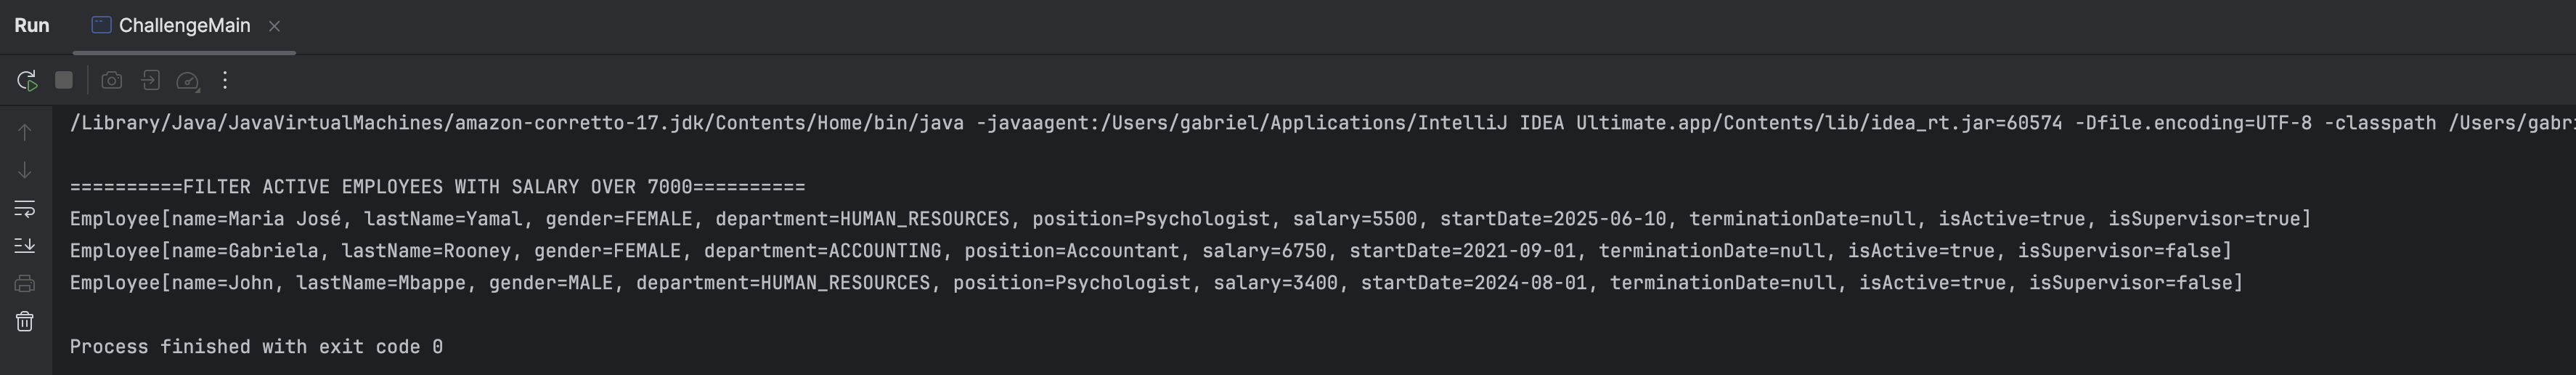 Run ChallengeMain
/Library/Java/JavaVirtualMachines/amazon-corretto-17.jdk/Contents/Home/bin/java -javaagent:/Users/gabriel/Applications/IntelliJ IDEA Ultimate.app/Contents/lib/idea_rt.jar=60574 -Dfile.encoding=UTF-8 -classpath /Users/gabr
==========FILTER ACTIVE EMPLOYEES WITH SALARY OVER 7000==========
Employee[name=Maria José, lastName=Yamal, gender=FEMALE, department=HUMAN_RESOURCES, position=Psychologist, salary=5500, startDate=2025-06-10, terminationDate=null, isActive=true, isSupervisor=true]
Employee[name=Gabriela, lastName=Rooney, gender=FEMALE, department=ACCOUNTING, position=Accountant, salary=6750, startDate=2021-09-01, terminationDate=null, isActive=true, isSupervisor=false]
Employee[name=John, lastName=Mbappe, gender=MALE, department=HUMAN_RESOURCES, position=Psychologist, salary=3400, startDate=2024-08-01, terminationDate=null, isActive=true, isSupervisor=false]
Process finished with exit code 0